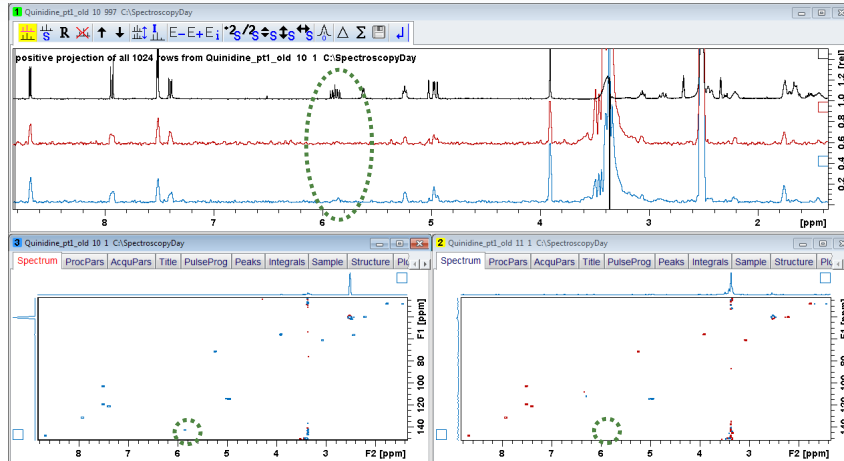 1 Quinidine_pt1_old 10 997 C:\SpectroscopyDay
S R *2 /2 S S S E- E+ Ei Δ Σ
positive projection of all 1024 rows from Quinidine_pt1_old 10 1 C:\SpectroscopyDay
0.2 0.4 0.6 0.8 1.0 1.2 [rel]
8 7 6 5 4 3 2 [ppm]
3 Quinidine_pt1_old 10 1 C:\SpectroscopyDay
Spectrum ProcPars AcquPars Title PulseProg Peaks Integrals Sample Structure
140 120 100 80 F1 [ppm]
8 7 6 5 4 3 F2 [ppm]
2 Quinidine_pt1_old 11 1 C:\SpectroscopyDay
Spectrum ProcPars AcquPars Title PulseProg Peaks Integrals Sample Structure
140 120 100 80 F1 [ppm]
8 7 6 5 4 3 F2 [ppm]